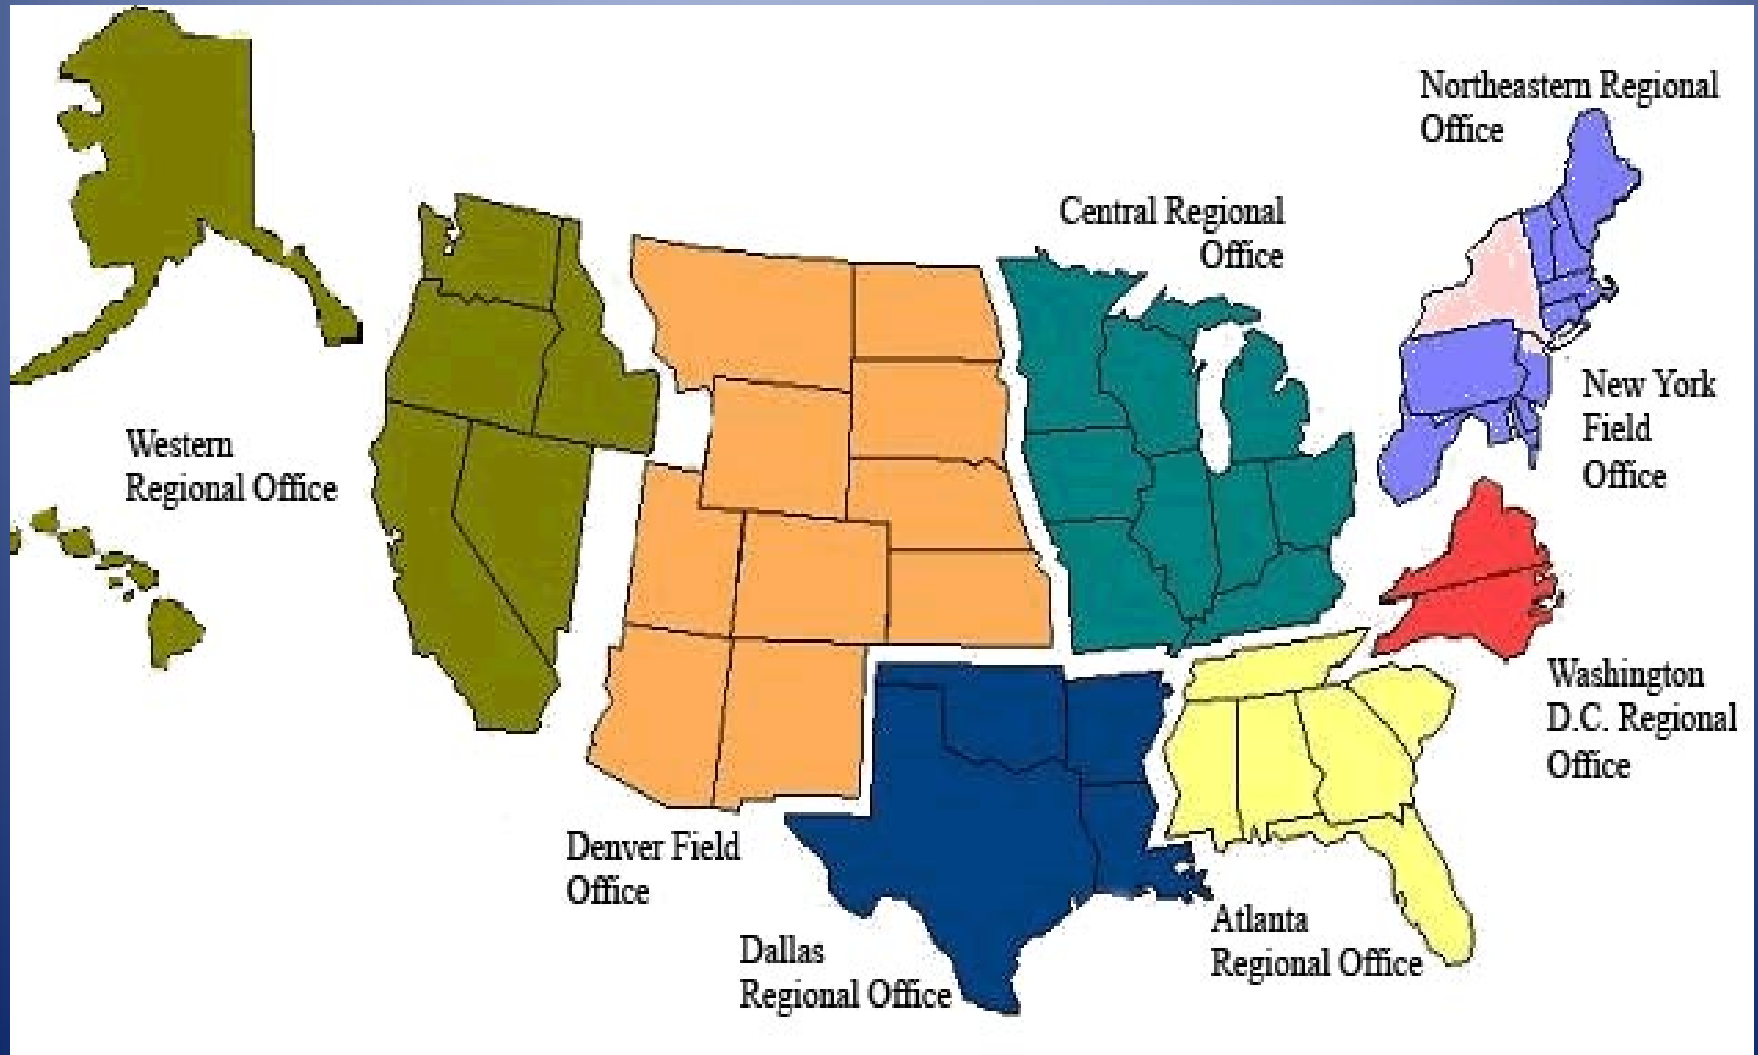 Northeastern Regional
Office
Central Regional
Office
New York
Field
Office
Western
Regional Office
Washington
D.C. Regional
Office
Denver Field
Office
Atlanta
Regional Office
Dallas
Regional Office